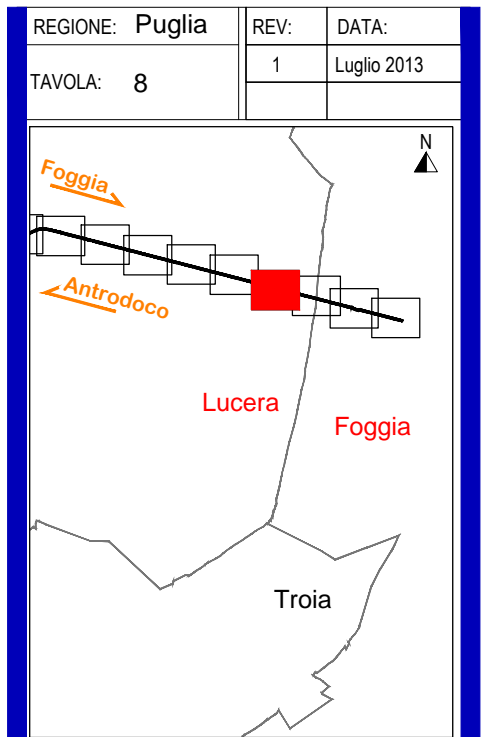 REGIONE: Puglia
REV: DATA:
1 Luglio 2013
TAVOLA: 8
N
Foggia
Antrodoco
Lucera
Foggia
Troia